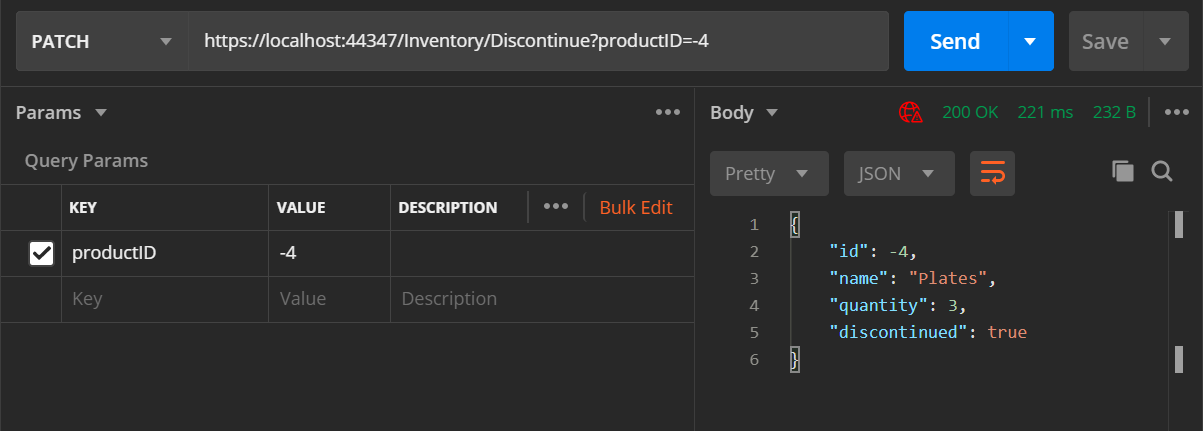 PATCH https://localhost:44347/Inventory/Discontinue?productID=-4 Send Save
Params
Query Params
KEY VALUE DESCRIPTION ••• Bulk Edit
productID -4
Key Value Description
Body 200 OK 221 ms 232 B
Pretty JSON
1 {
2 "id": -4,
3 "name": "Plates",
4 "quantity": 3,
5 "discontinued": true
6 }